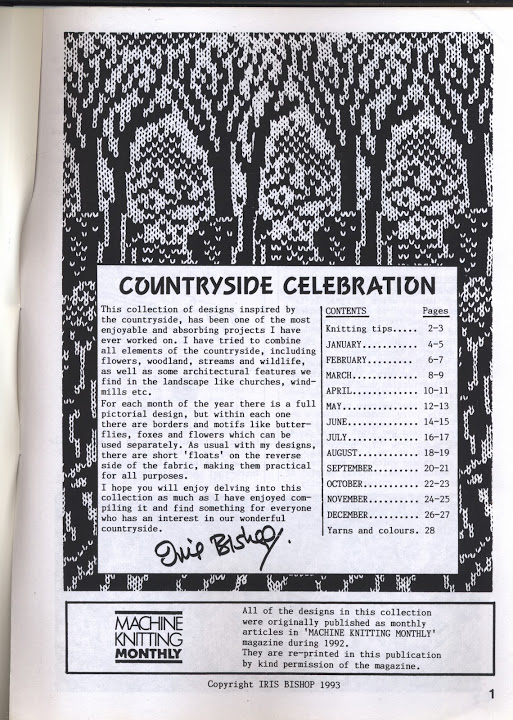 COUNTRYSIDE CELEBRATION
This collection of designs inspired by
the countryside, has been one of the most
enjoyable and absorbing projects I have
ever worked on. I have tried to combine
all elements of the countryside, including
flowers, woodland, streams and wildlife,
as well as some architectural features we
find in the landscape like churches, wind-
mills etc.
For each month of the year there is a full
pictorial design, but within each one
there are borders and motifs like butter-
flies, foxes and flowers which can be
used separately. As usual with my designs,
there are short 'floats' on the reverse
side of the fabric, making them practical
for all purposes.
I hope you will enjoy delving into this
collection as much as I have enjoyed com-
piling it and find something for everyone
who has an interest in our wonderful
countryside.
Iris Bishop.
CONTENTS Pages
Knitting tips..... 2-3
JANUARY........... 4-5
FEBRUARY.......... 6-7
MARCH............. 8-9
APRIL............. 10-11
MAY............... 12-13
JUNE.............. 14-15
JULY.............. 16-17
AUGUST............ 18-19
SEPTEMBER......... 20-21
OCTOBER........... 22-23
NOVEMBER.......... 24-25
DECEMBER.......... 26-27
Yarns and colours. 28
MACHINE
KNITTING
MONTHLY
All of the designs in this collection
were originally published as monthly
articles in 'MACHINE KNITTING MONTHLY'
magazine during 1992.
They are re-printed in this publication
by kind permission of the magazine.
Copyright IRIS BISHOP 1993
1